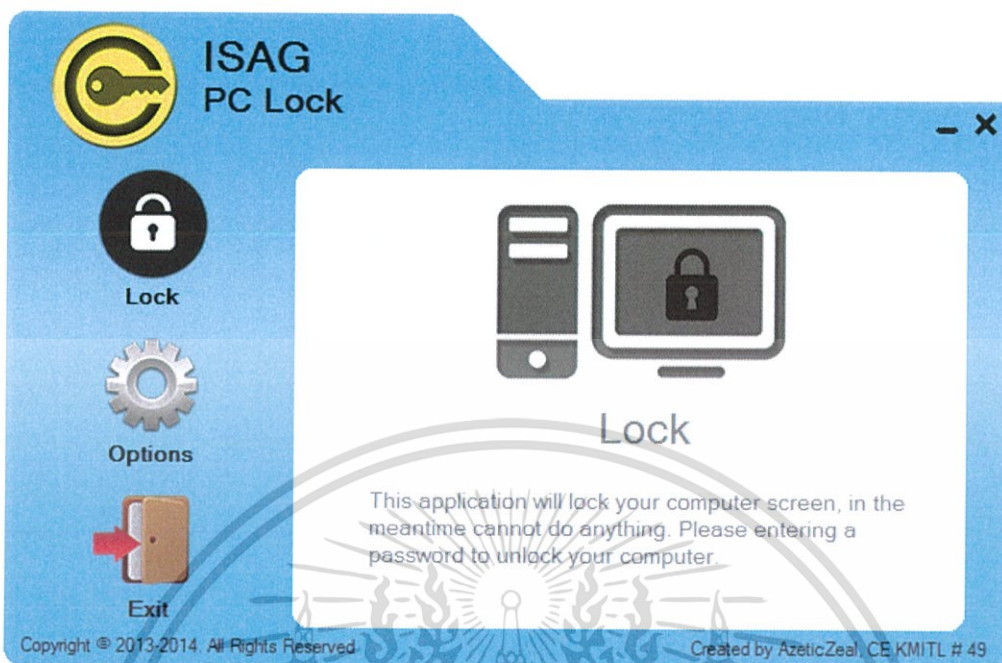 ISAG
PC Lock
Lock
Options
Exit
Lock
This application will lock your computer screen, in the
meantime cannot do anything. Please entering a
password to unlock your computer.
Copyright © 2013-2014. All Rights Reserved
Created by AzeticZeal, CE.KMITL # 49